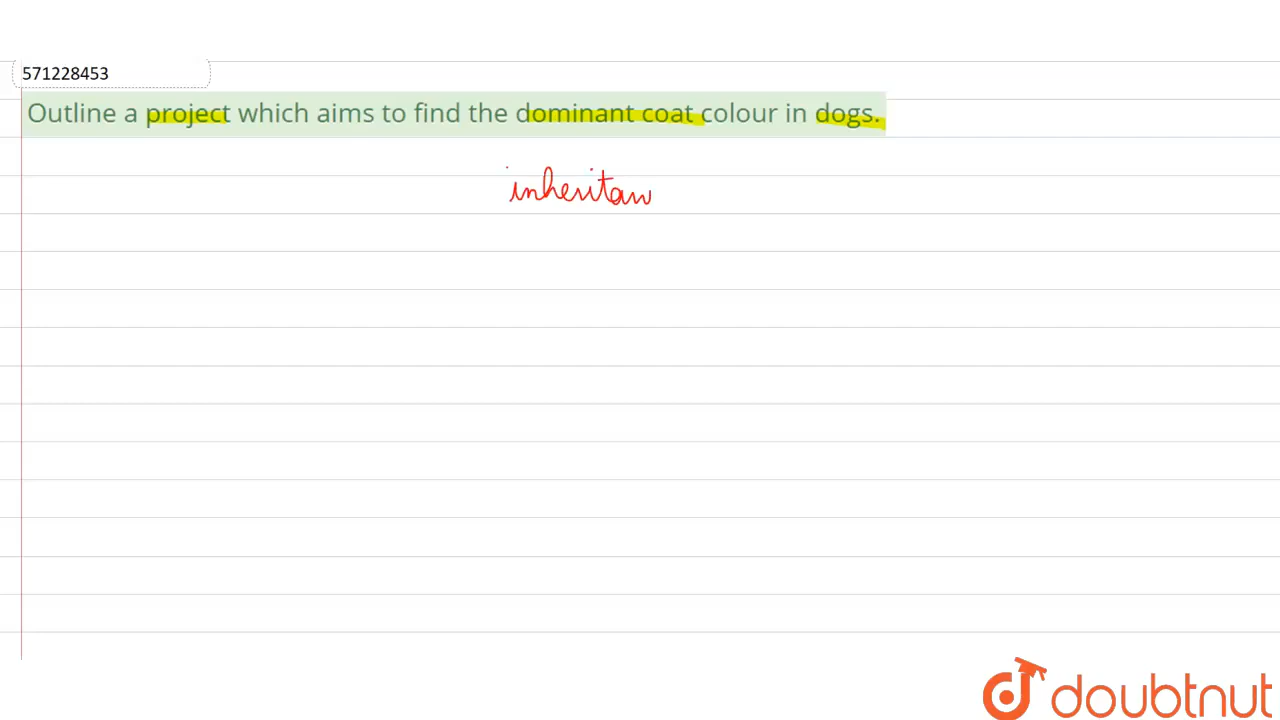 571228453
Outline a project which aims to find the dominant coat colour in dogs.
inheritan
doubtnut